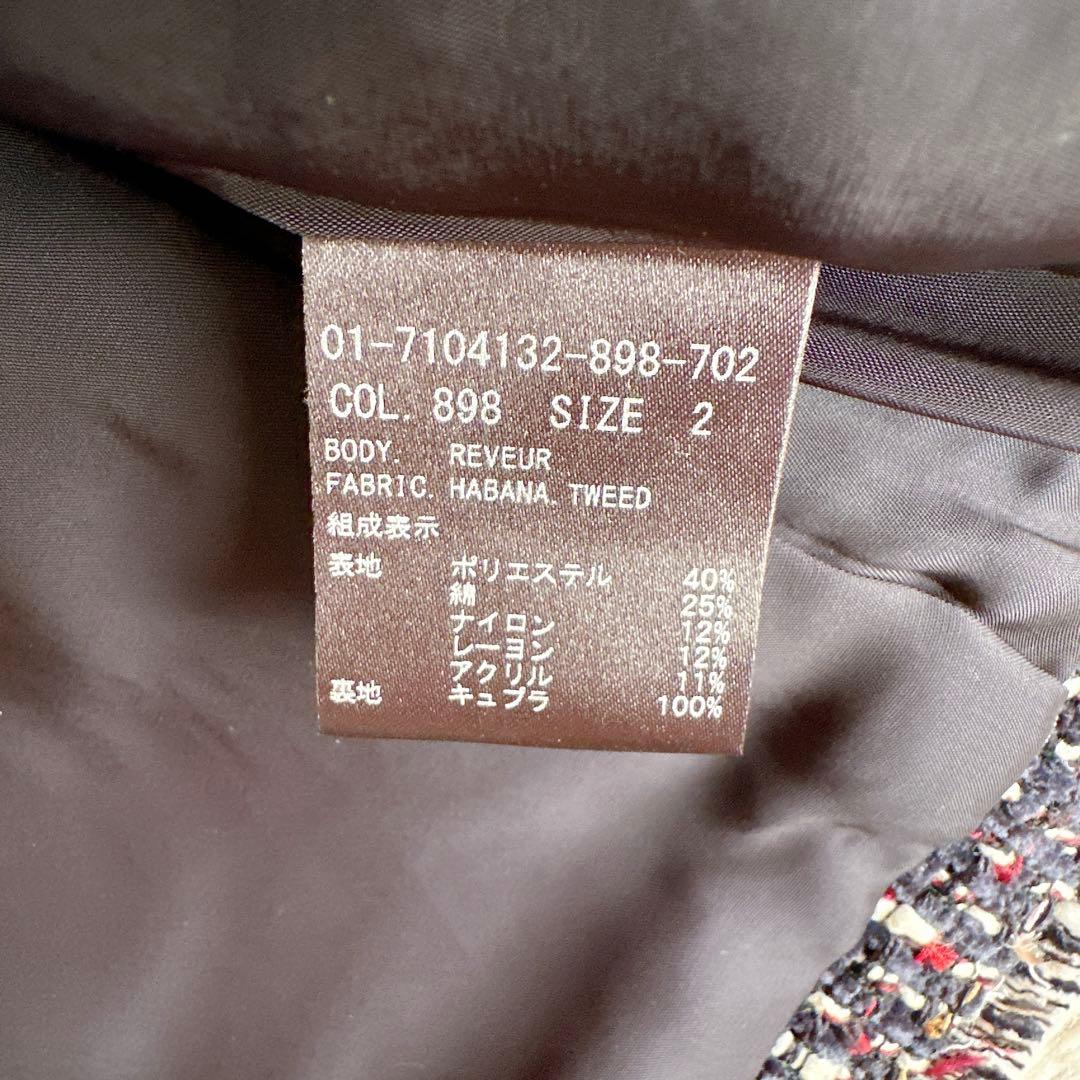 01-7104132-898-702
COL. 898 SIZE 2
BODY. REVEUR
FABRIC. HABANA. TWEED
組成表示
表地 ポリエステル 40%
綿 25%
ナイロン 12%
レーヨン 12%
アクリル 11%
裏地 キュプラ 100%